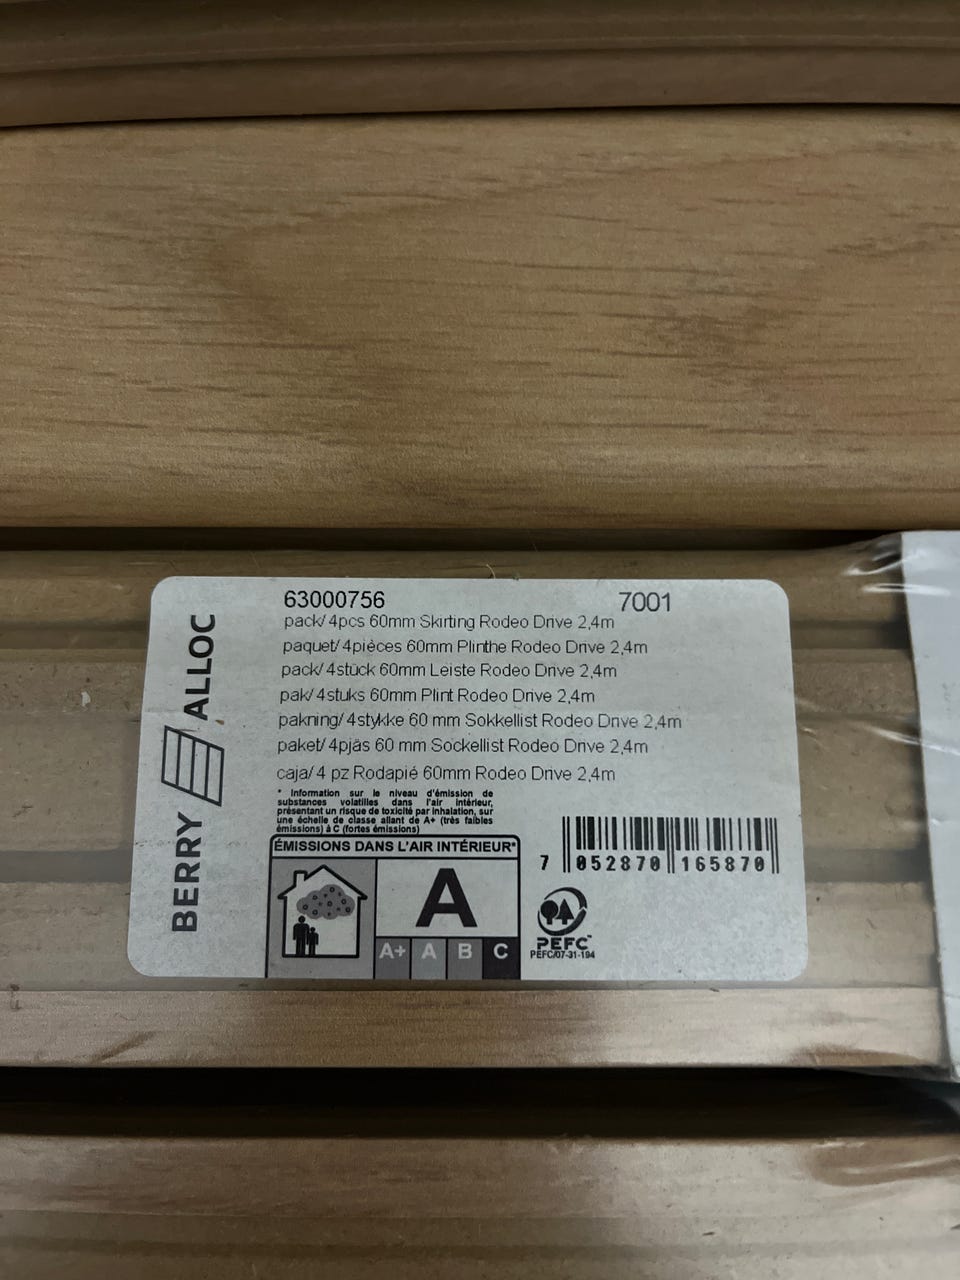 BERRY ALLOC
63000756 7001
pack/ 4pcs 60mm Skirting Rodeo Drive 2,4m
paquet/ 4pièces 60mm Plinthe Rodeo Drive 2,4m
pack/ 4stück 60mm Leiste Rodeo Drive 2,4m
pak/ 4stuks 60mm Plint Rodeo Drive 2,4m
pakning/ 4stykke 60 mm Sokkellist Rodeo Drive 2,4m
paket/ 4pjäs 60 mm Sockellist Rodeo Drive 2,4m
caja/ 4 pz Rodapié 60mm Rodeo Drive 2,4m
* Information sur le niveau d'émission de
substances volatiles dans l'air intérieur,
présentant un risque de toxicité par inhalation, sur
une échelle de classe allant de A+ (très faibles
émissions) à C (fortes émissions)
ÉMISSIONS DANS L'AIR INTÉRIEUR*
A
A+ A B C
7 052870 165870
PEFC™
PEFC/07-31-194